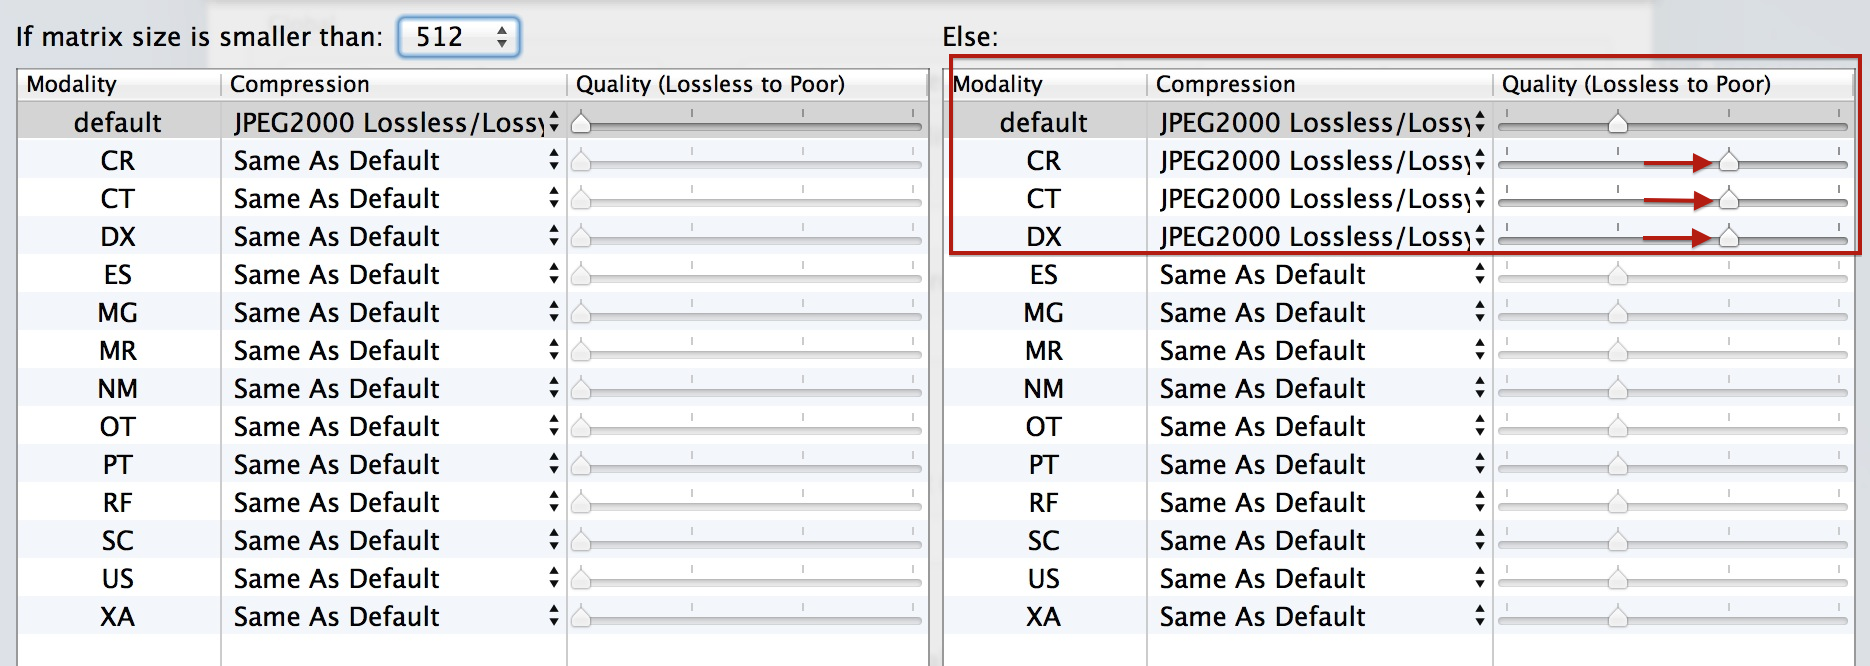 If matrix size is smaller than: 512
Modality Compression Quality (Lossless to Poor)
default JPEG2000 Lossless/Lossy
CR Same As Default
CT Same As Default
DX Same As Default
ES Same As Default
MG Same As Default
MR Same As Default
NM Same As Default
OT Same As Default
PT Same As Default
RF Same As Default
SC Same As Default
US Same As Default
XA Same As Default
Else:
Modality Compression Quality (Lossless to Poor)
default JPEG2000 Lossless/Lossy
CR JPEG2000 Lossless/Lossy
CT JPEG2000 Lossless/Lossy
DX JPEG2000 Lossless/Lossy
ES Same As Default
MG Same As Default
MR Same As Default
NM Same As Default
OT Same As Default
PT Same As Default
RF Same As Default
SC Same As Default
US Same As Default
XA Same As Default